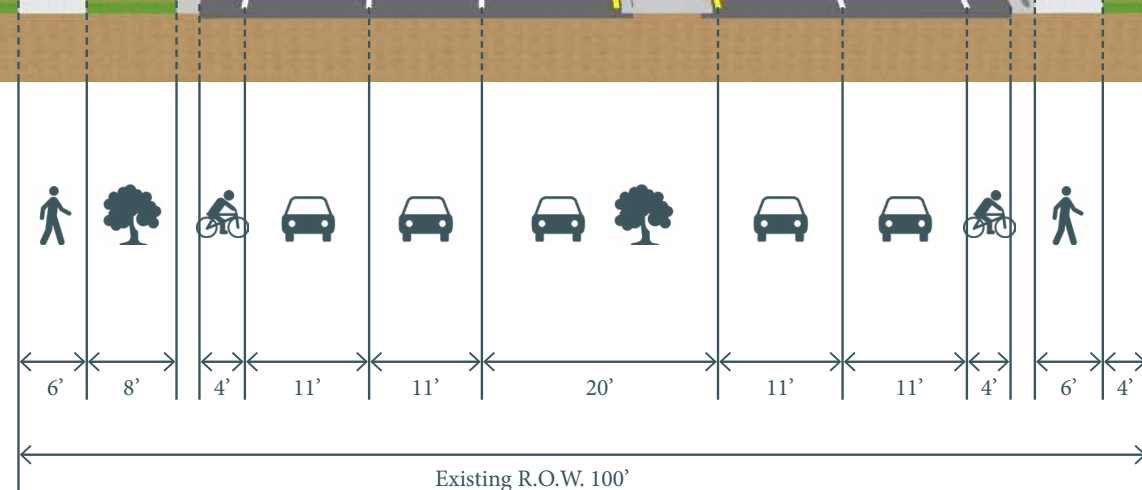 6’ 8’ 4’ 11’ 11’ 20’ 11’ 11’ 4’ 6’ 4’
Existing R.O.W. 100’